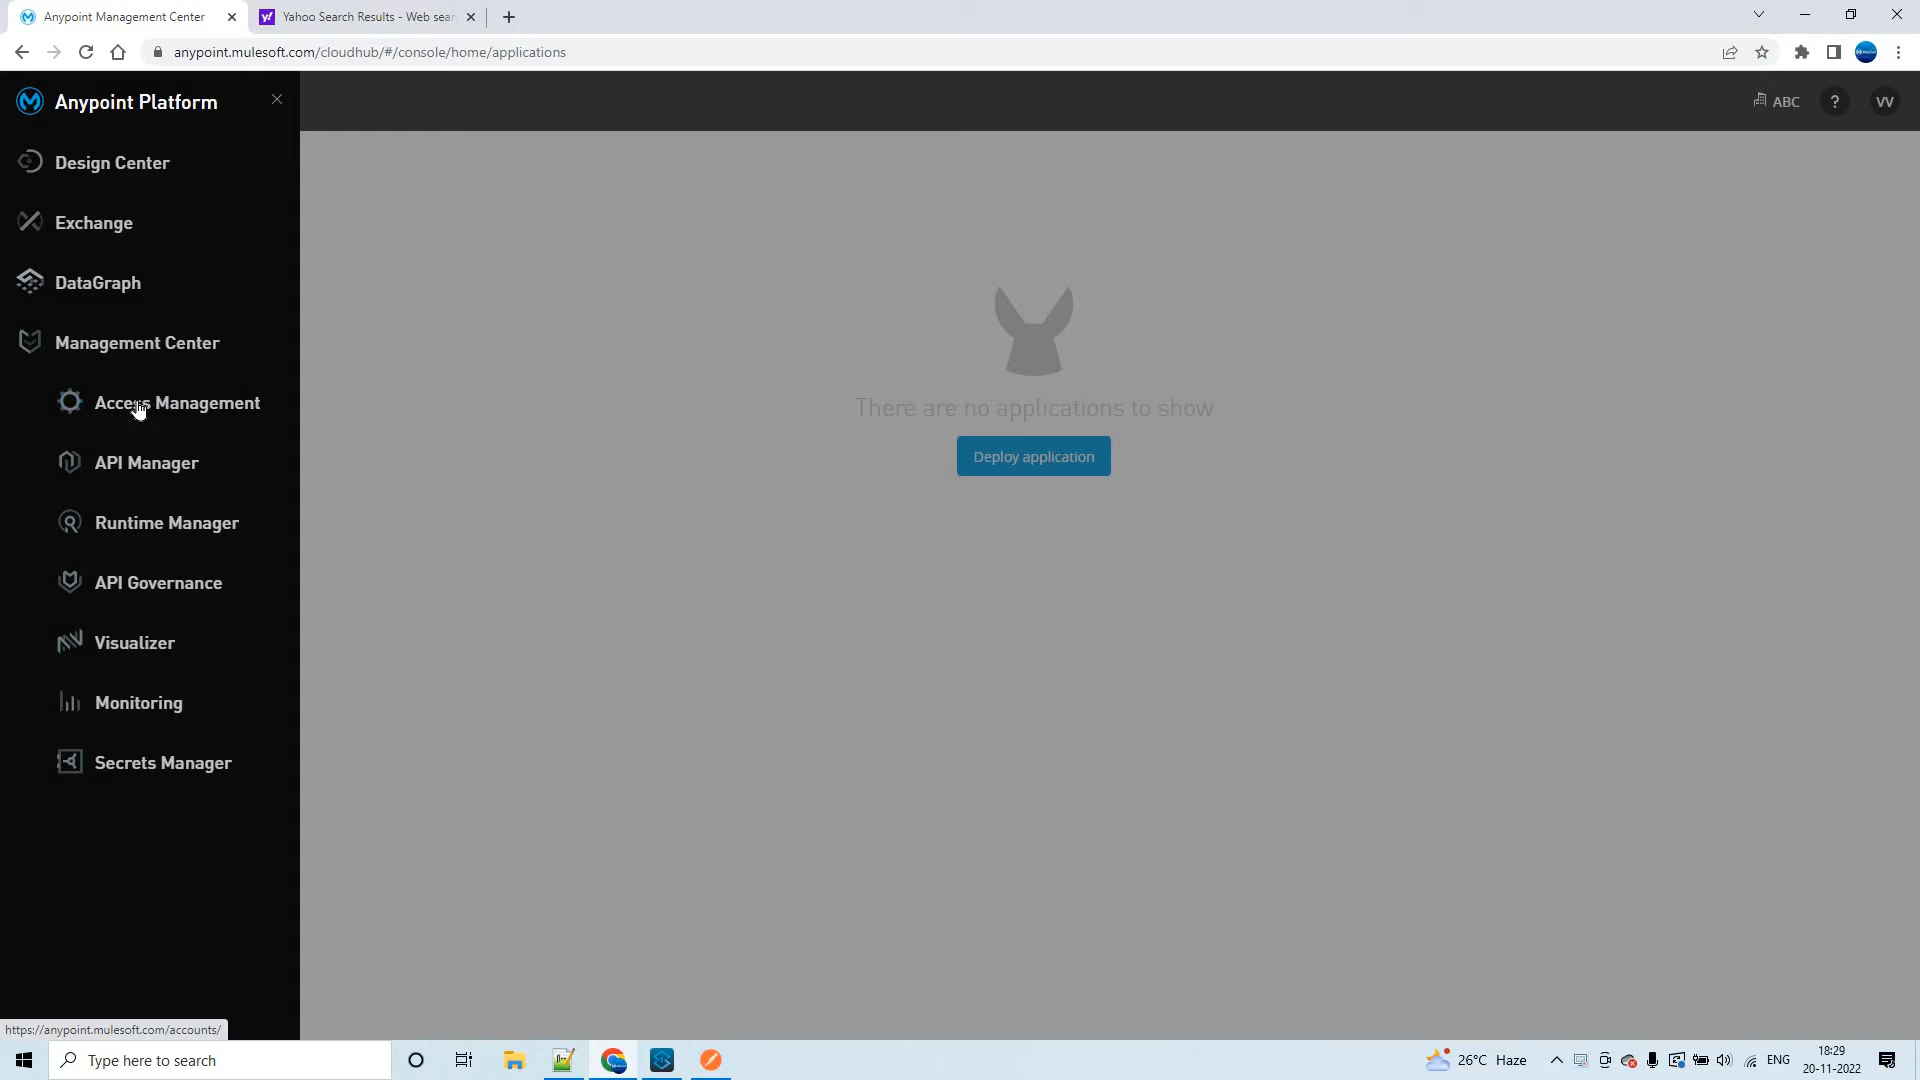 Anypoint Management Center
Yahoo Search Results - Web sear
anypoint.mulesoft.com/cloudhub/#/console/home/applications
Anypoint Platform
ABC
?
VV
Design Center
Exchange
DataGraph
Management Center
Access Management
API Manager
Runtime Manager
API Governance
Visualizer
Monitoring
Secrets Manager
There are no applications to show
Deploy application
https://anypoint.mulesoft.com/accounts/
Type here to search
26°C Haze
ENG
18:29
20-11-2022